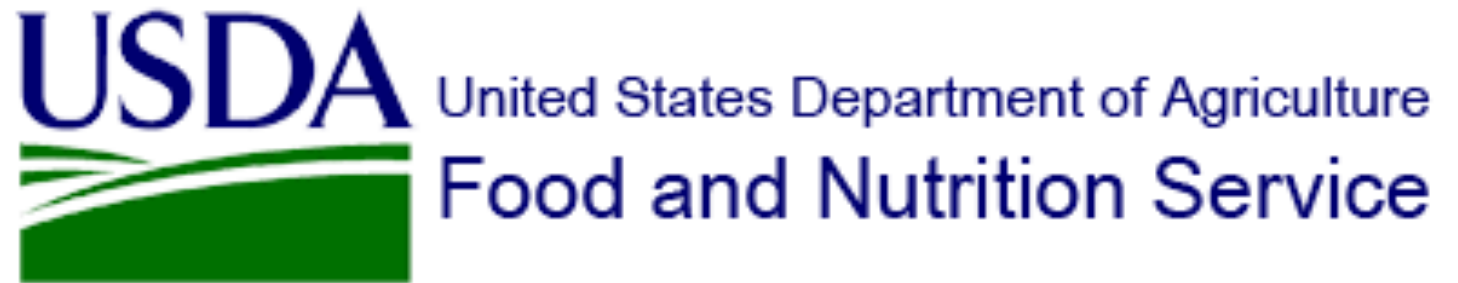 USDA
United States Department of Agriculture
Food and Nutrition Service